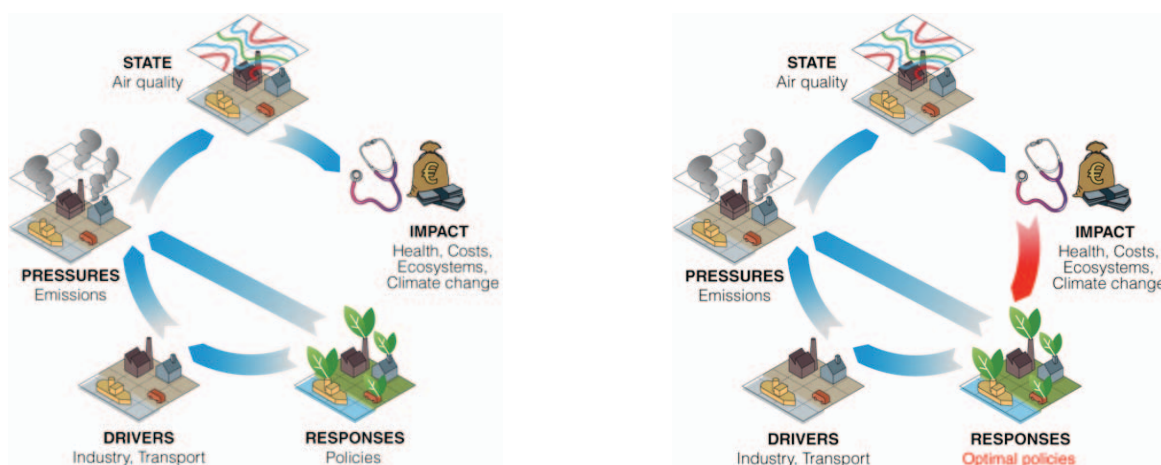 STATE
Air quality
€
IMPACT
Health, Costs,
Ecosystems,
Climate change
PRESSURES
Emissions
DRIVERS
Industry, Transport
RESPONSES
Policies
STATE
Air quality
€
IMPACT
Health, Costs,
Ecosystems,
Climate change
PRESSURES
Emissions
DRIVERS
Industry, Transport
RESPONSES
Optimal policies